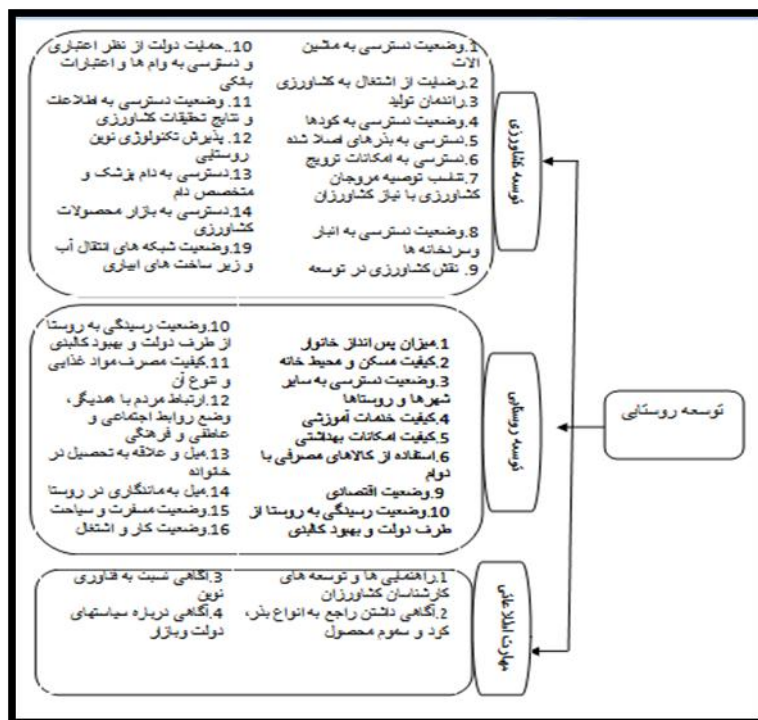 توسعه روستایی
توسعه کشاورزی
1.وضعیت دسترسی به ماشین
الات
2.رضایت از اشتغال به کشاورزی
3.راندمان تولید
4.وضعیت دسترسی به کودها
5.دسترسی به بذرهای اصلا شده
6.دسترسی به امکانات ترویج
7.تناسب توصیه مروجان
کشاورزی با نیاز کشاورزان
8.وضعیت دسترسی به انبار
وسردخانه ها
9. نقش کشاورزی در توسعه
10..حمایت دولت از نظر اعتباری
و دسترسی به وام ها و اعتبارات
بانکی
11. وضعیت دسترسی به اطلاعات
و نتایج تحقیقات کشاورزی
12. پذیرش تکنولوژی نوین
روستایی
13.دسترسی به دام پزشک و
متخصص دام
14.دسترسی به بازار محصولات
کشاورزی
19.وضعیت شبکه های انتقال آب
و زیر ساخت های ابیاری
توسعه روستایی
1.میزان پس انداز خانوار
2.کیفیت مسکن و محیط خانه
3.وضعیت دسترسی به سایر
شهرها و روستاها
4.کیفیت خدمات آموزشی
5.کیفیت امکانات بهداشتی
6.استفاده از کالاهای مصرفی با
دوام
9.وضعیت اقتصادی
10.وضعیت رسیدگی به روستا از
طرف دولت و بهبود کالبدی
10.وضعیت رسیدگی به روستا
از طرف دولت و بهبود کالبدی
11.کیفیت مصرف مواد غذایی
و تنوع آن
12.ارتباط مردم با همدیگر،
وضع روابط اجتماعی و
عاطفی و فرهنگی
13.میل و علاقه به تحصیل در
خانواده
14.میل به ماندگاری در روستا
15.وضعیت مسفرت و سیاحت
16.وضعیت کار و اشتغال
مهارت اطلاعاتی
1.راهنمایی ها و توسعه های
کارشناسان کشاورزان
2.آگاهی داشتن راجع به انواع بذر،
کود و سموم محصول
3.آگاهی نسبت به فناوری
نوین
4.آگاهی درباره سیاستهای
دولت وبازار